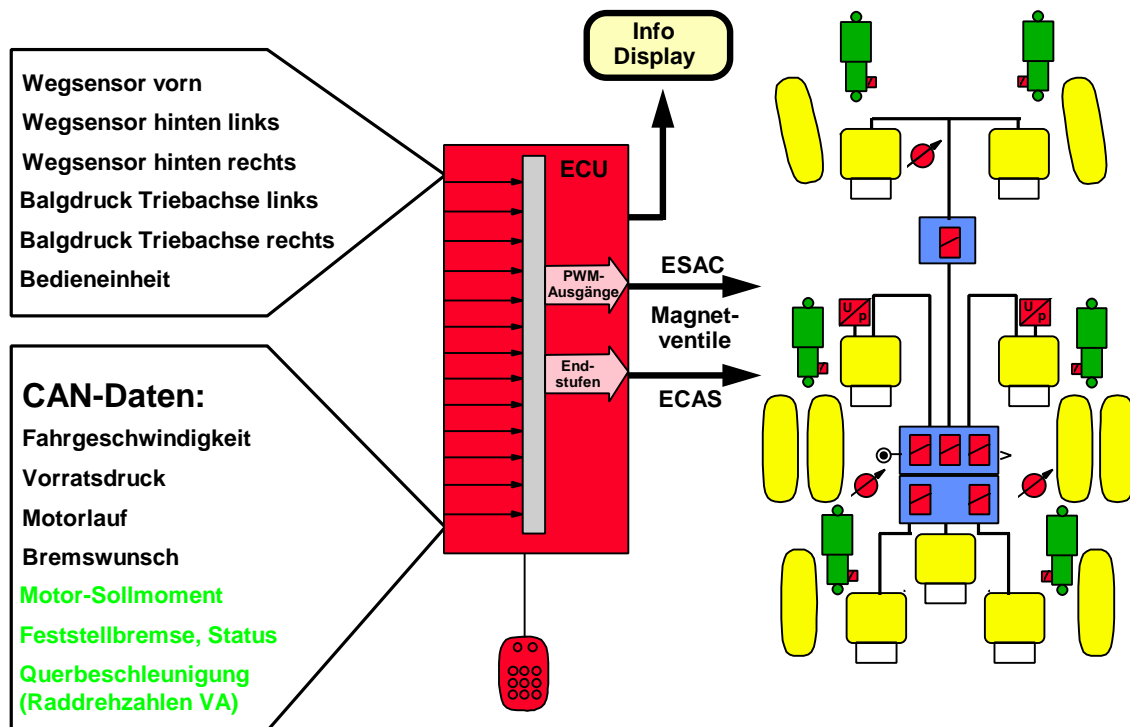 Wegsensor vorn
Wegsensor hinten links
Wegsensor hinten rechts
Balgdruck Triebachse links
Balgdruck Triebachse rechts
Bedieneinheit
CAN-Daten:
Fahrgeschwindigkeit
Vorratsdruck
Motorlauf
Bremswunsch
Motor-Sollmoment
Feststellbremse, Status
Querbeschleunigung
(Raddrehzahlen VA)
ECU
PWM-
Ausgänge
End-
stufen
Info
Display
ESAC
Magnet-
ventile
ECAS
U
p
U
p